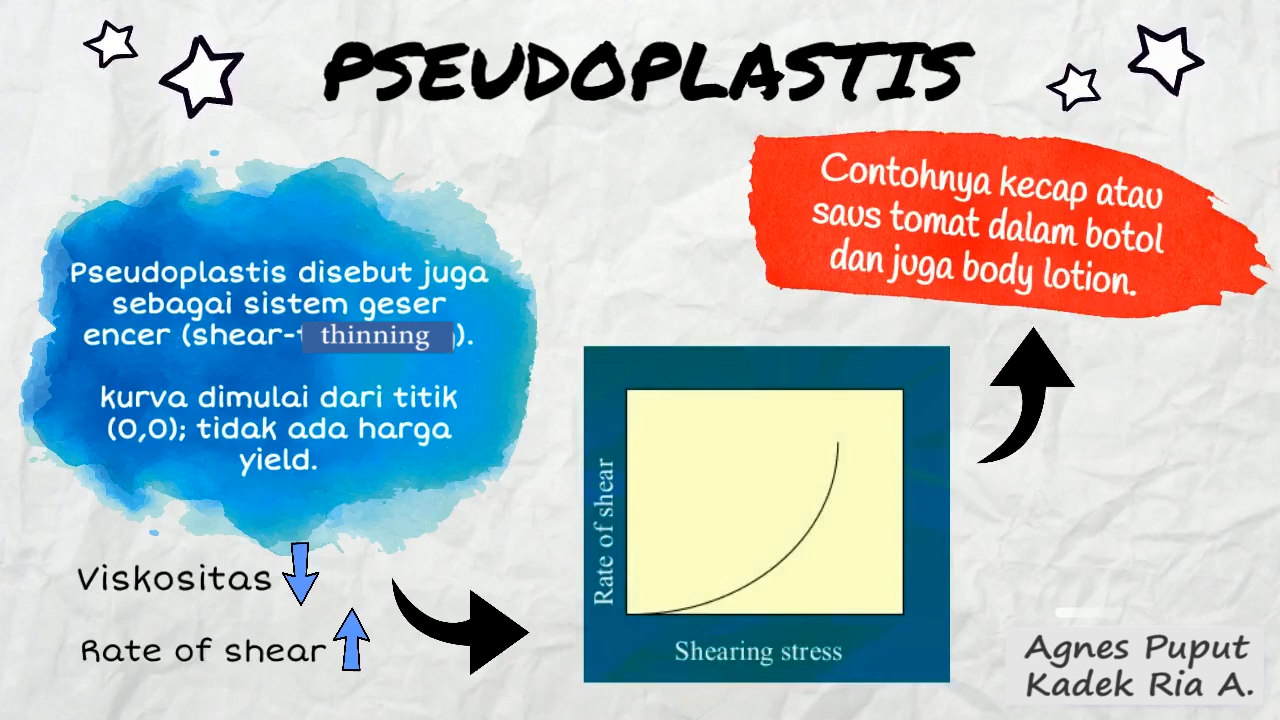 PSEUDOPLASTIS
Pseudoplastis disebut juga
sebagai sistem geser
encer (shear-thinning).
kurva dimulai dari titik
(0,0); tidak ada harga
yield.
Viskositas
Rate of shear
Contohnya kecap atau
saus tomat dalam botol
dan juga body lotion.
Rate of shear
Shearing stress
Agnes Puput
Kadek Ria A.